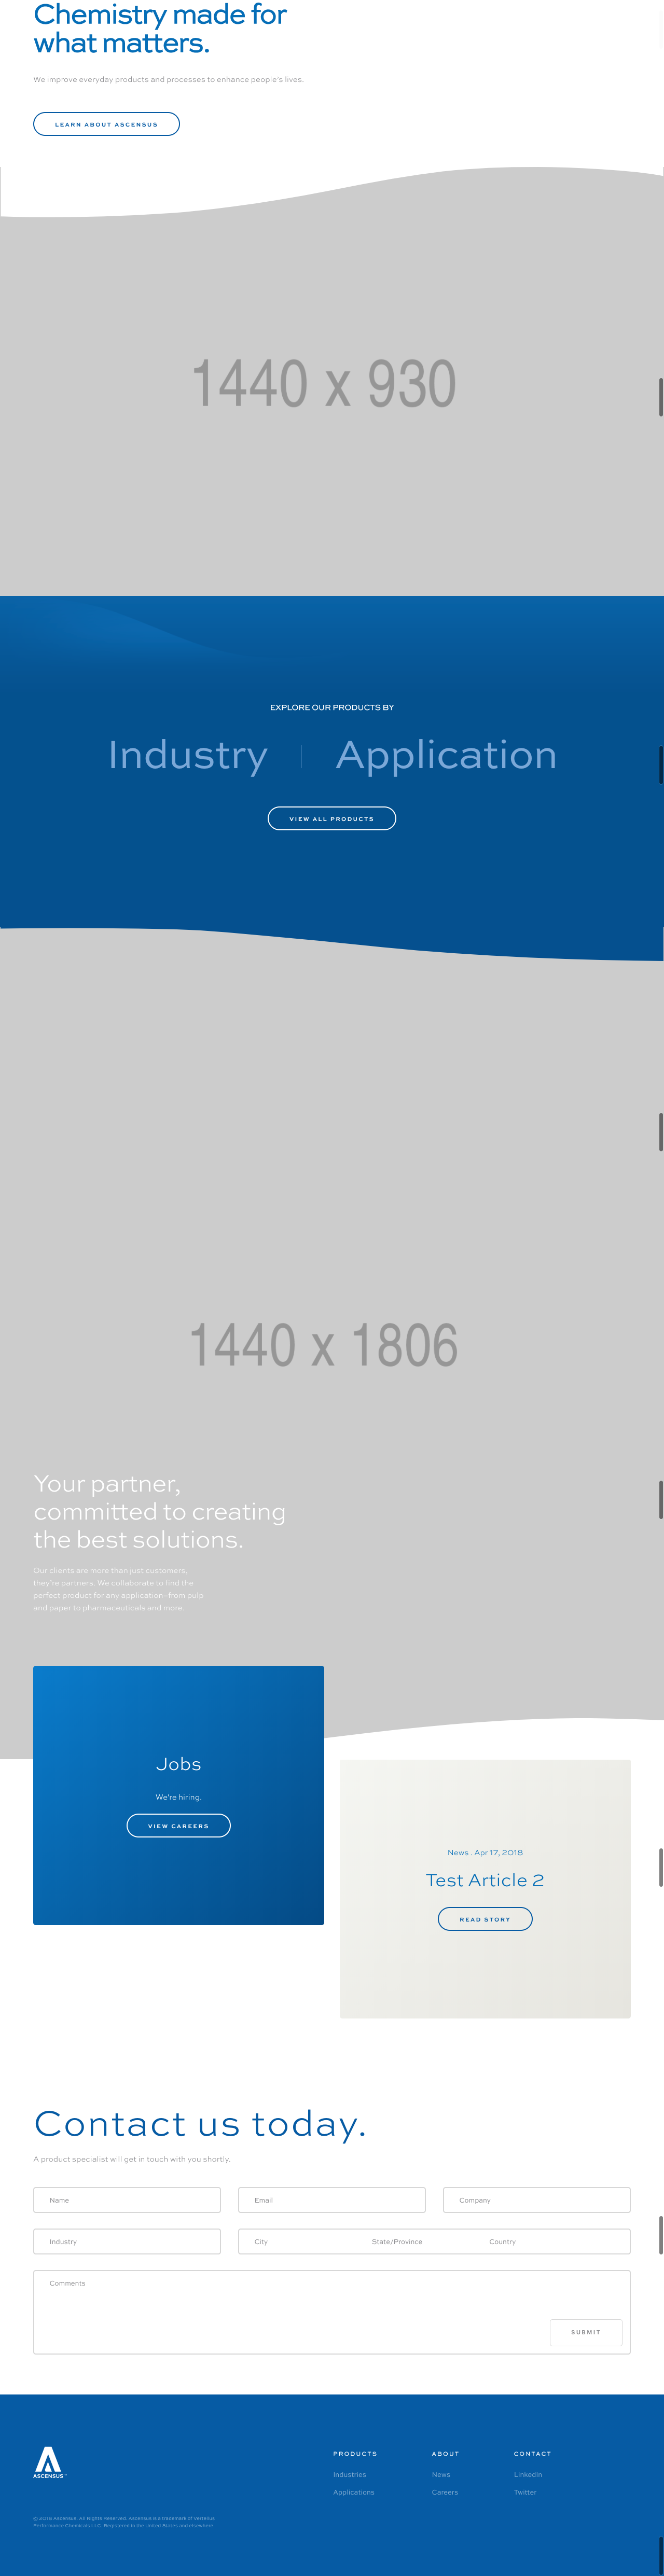 Chemistry made for
what matters.
We improve everyday products and processes to enhance people's lives.
LEARN ABOUT ASCENSUS
1440 x 930
EXPLORE OUR PRODUCTS BY
Industry | Application
VIEW ALL PRODUCTS
1440 x 1806
Your partner,
committed to creating
the best solutions.
Our clients are more than just customers,
they're partners. We collaborate to find the
perfect product for any application–from pulp
and paper to pharmaceuticals and more.
Jobs
We're hiring.
VIEW CAREERS
News . Apr 17, 2018
Test Article 2
READ STORY
Contact us today.
A product specialist will get in touch with you shortly.
Name Email Company
Industry City State/Province Country
Comments
SUBMIT
ASCENSUS
PRODUCTS ABOUT CONTACT
Industries News LinkedIn
Applications Careers Twitter
© 2018 Ascensus. All Rights Reserved. Ascensus is a trademark of Vertellus
Performance Chemicals LLC. Registered in the United States and elsewhere.